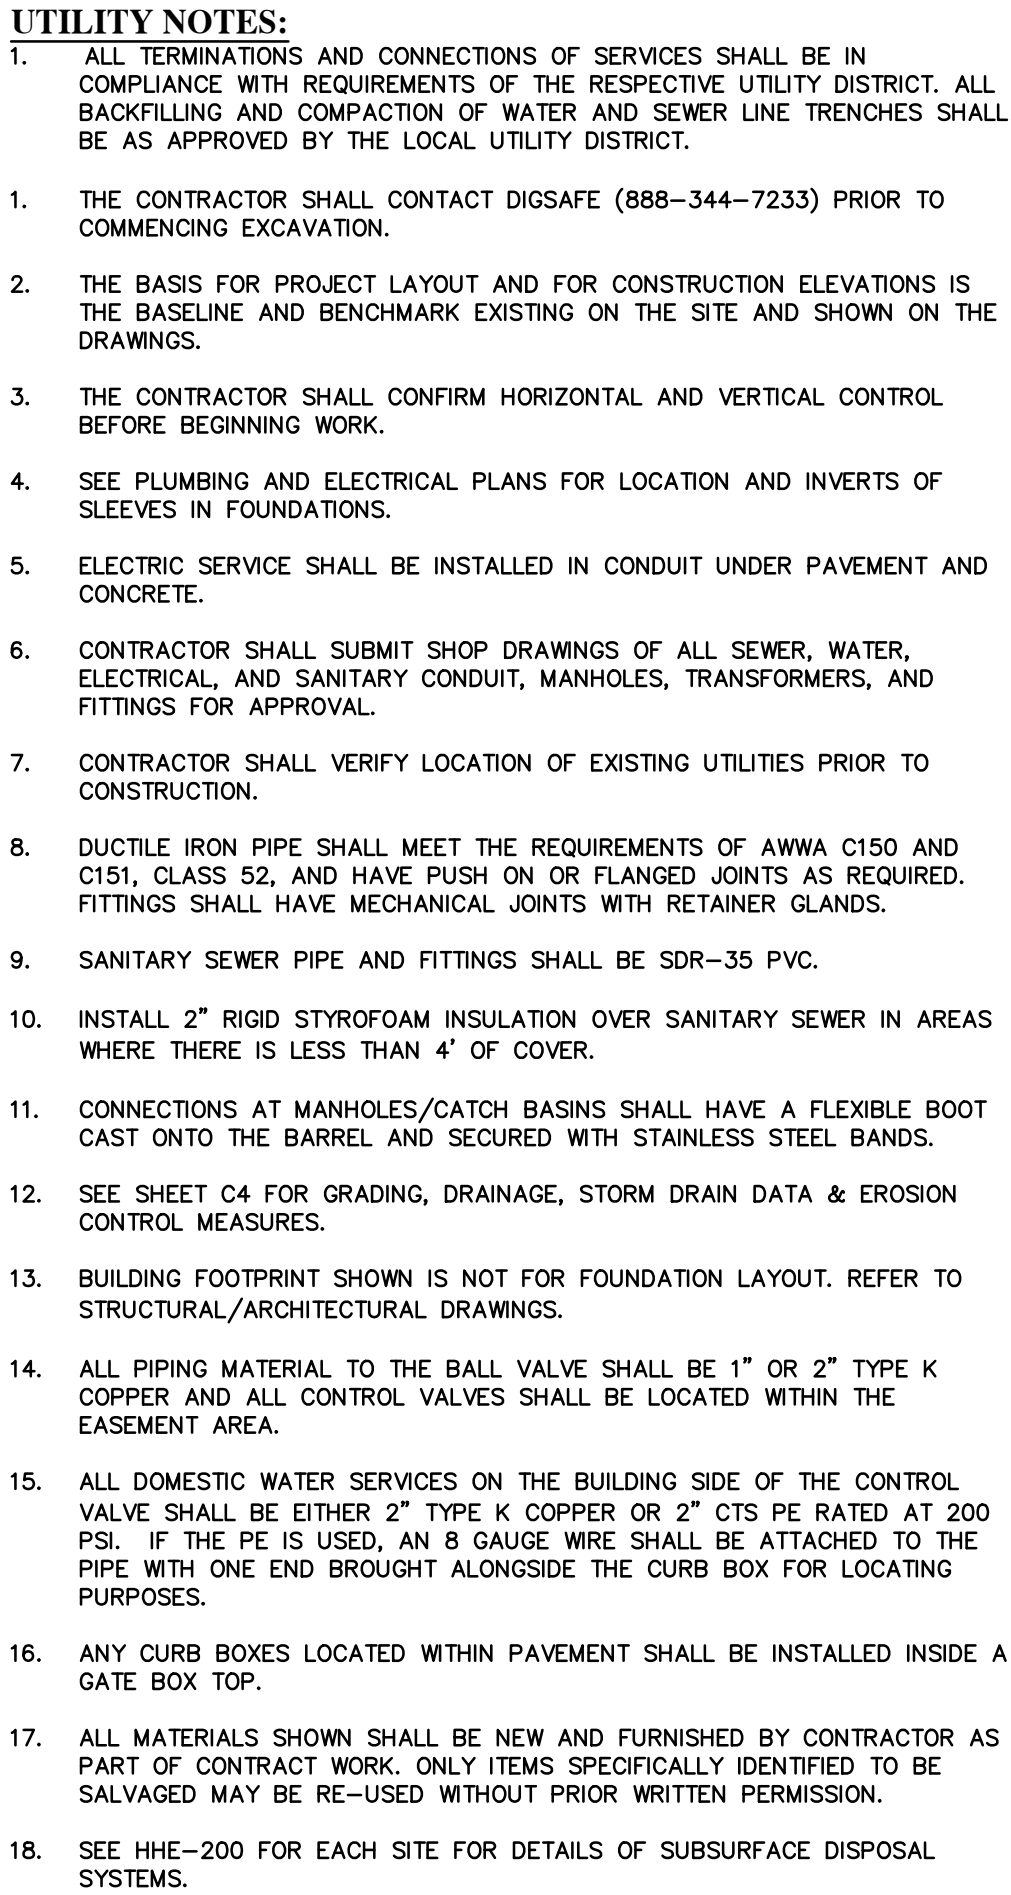 UTILITY NOTES:
1. ALL TERMINATIONS AND CONNECTIONS OF SERVICES SHALL BE IN
COMPLIANCE WITH REQUIREMENTS OF THE RESPECTIVE UTILITY DISTRICT. ALL
BACKFILLING AND COMPACTION OF WATER AND SEWER LINE TRENCHES SHALL
BE AS APPROVED BY THE LOCAL UTILITY DISTRICT.
1. THE CONTRACTOR SHALL CONTACT DIGSAFE (888-344-7233) PRIOR TO
COMMENCING EXCAVATION.
2. THE BASIS FOR PROJECT LAYOUT AND FOR CONSTRUCTION ELEVATIONS IS
THE BASELINE AND BENCHMARK EXISTING ON THE SITE AND SHOWN ON THE
DRAWINGS.
3. THE CONTRACTOR SHALL CONFIRM HORIZONTAL AND VERTICAL CONTROL
BEFORE BEGINNING WORK.
4. SEE PLUMBING AND ELECTRICAL PLANS FOR LOCATION AND INVERTS OF
SLEEVES IN FOUNDATIONS.
5. ELECTRIC SERVICE SHALL BE INSTALLED IN CONDUIT UNDER PAVEMENT AND
CONCRETE.
6. CONTRACTOR SHALL SUBMIT SHOP DRAWINGS OF ALL SEWER, WATER,
ELECTRICAL, AND SANITARY CONDUIT, MANHOLES, TRANSFORMERS, AND
FITTINGS FOR APPROVAL.
7. CONTRACTOR SHALL VERIFY LOCATION OF EXISTING UTILITIES PRIOR TO
CONSTRUCTION.
8. DUCTILE IRON PIPE SHALL MEET THE REQUIREMENTS OF AWWA C150 AND
C151, CLASS 52, AND HAVE PUSH ON OR FLANGED JOINTS AS REQUIRED.
FITTINGS SHALL HAVE MECHANICAL JOINTS WITH RETAINER GLANDS.
9. SANITARY SEWER PIPE AND FITTINGS SHALL BE SDR-35 PVC.
10. INSTALL 2" RIGID STYROFOAM INSULATION OVER SANITARY SEWER IN AREAS
WHERE THERE IS LESS THAN 4' OF COVER.
11. CONNECTIONS AT MANHOLES/CATCH BASINS SHALL HAVE A FLEXIBLE BOOT
CAST ONTO THE BARREL AND SECURED WITH STAINLESS STEEL BANDS.
12. SEE SHEET C4 FOR GRADING, DRAINAGE, STORM DRAIN DATA & EROSION
CONTROL MEASURES.
13. BUILDING FOOTPRINT SHOWN IS NOT FOR FOUNDATION LAYOUT. REFER TO
STRUCTURAL/ARCHITECTURAL DRAWINGS.
14. ALL PIPING MATERIAL TO THE BALL VALVE SHALL BE 1" OR 2" TYPE K
COPPER AND ALL CONTROL VALVES SHALL BE LOCATED WITHIN THE
EASEMENT AREA.
15. ALL DOMESTIC WATER SERVICES ON THE BUILDING SIDE OF THE CONTROL
VALVE SHALL BE EITHER 2" TYPE K COPPER OR 2" CTS PE RATED AT 200
PSI. IF THE PE IS USED, AN 8 GAUGE WIRE SHALL BE ATTACHED TO THE
PIPE WITH ONE END BROUGHT ALONGSIDE THE CURB BOX FOR LOCATING
PURPOSES.
16. ANY CURB BOXES LOCATED WITHIN PAVEMENT SHALL BE INSTALLED INSIDE A
GATE BOX TOP.
17. ALL MATERIALS SHOWN SHALL BE NEW AND FURNISHED BY CONTRACTOR AS
PART OF CONTRACT WORK. ONLY ITEMS SPECIFICALLY IDENTIFIED TO BE
SALVAGED MAY BE RE-USED WITHOUT PRIOR WRITTEN PERMISSION.
18. SEE HHE-200 FOR EACH SITE FOR DETAILS OF SUBSURFACE DISPOSAL
SYSTEMS.